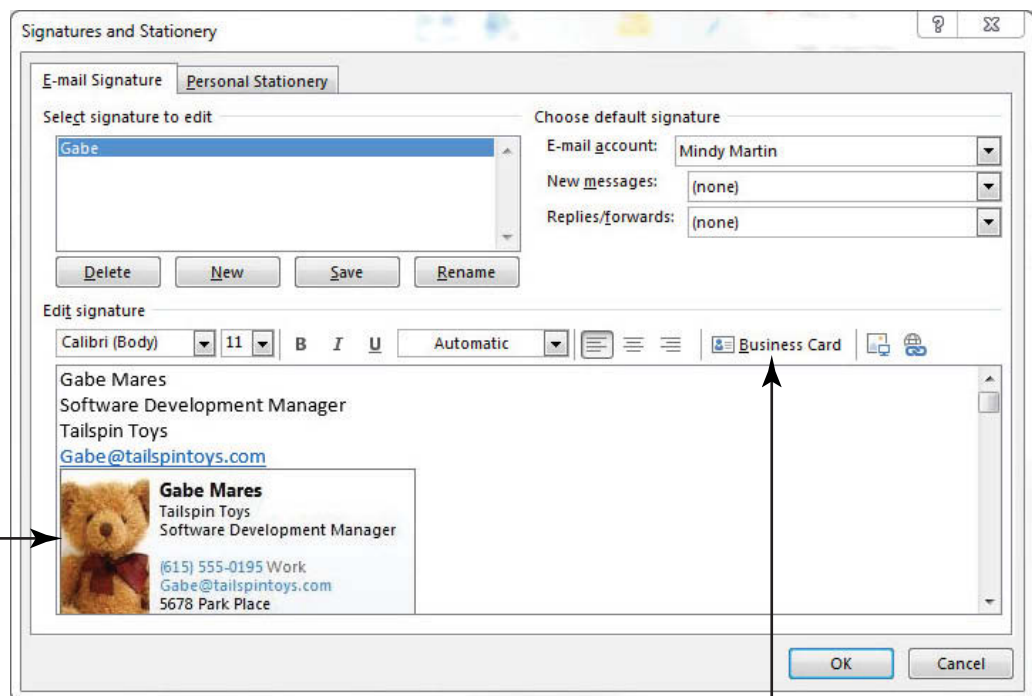 Signatures and Stationery
E-mail Signature
Personal Stationery
Select signature to edit
Gabe
Delete
New
Save
Rename
Choose default signature
E-mail account:
Mindy Martin
New messages:
(none)
Replies/forwards:
(none)
Edit signature
Calibri (Body)
11
B
I
U
Automatic
Business Card
Gabe Mares
Software Development Manager
Tailspin Toys
Gabe@tailspintoys.com
Gabe Mares
Tailspin Toys
Software Development Manager
(615) 555-0195 Work
Gabe@tailspintoys.com
5678 Park Place
OK
Cancel